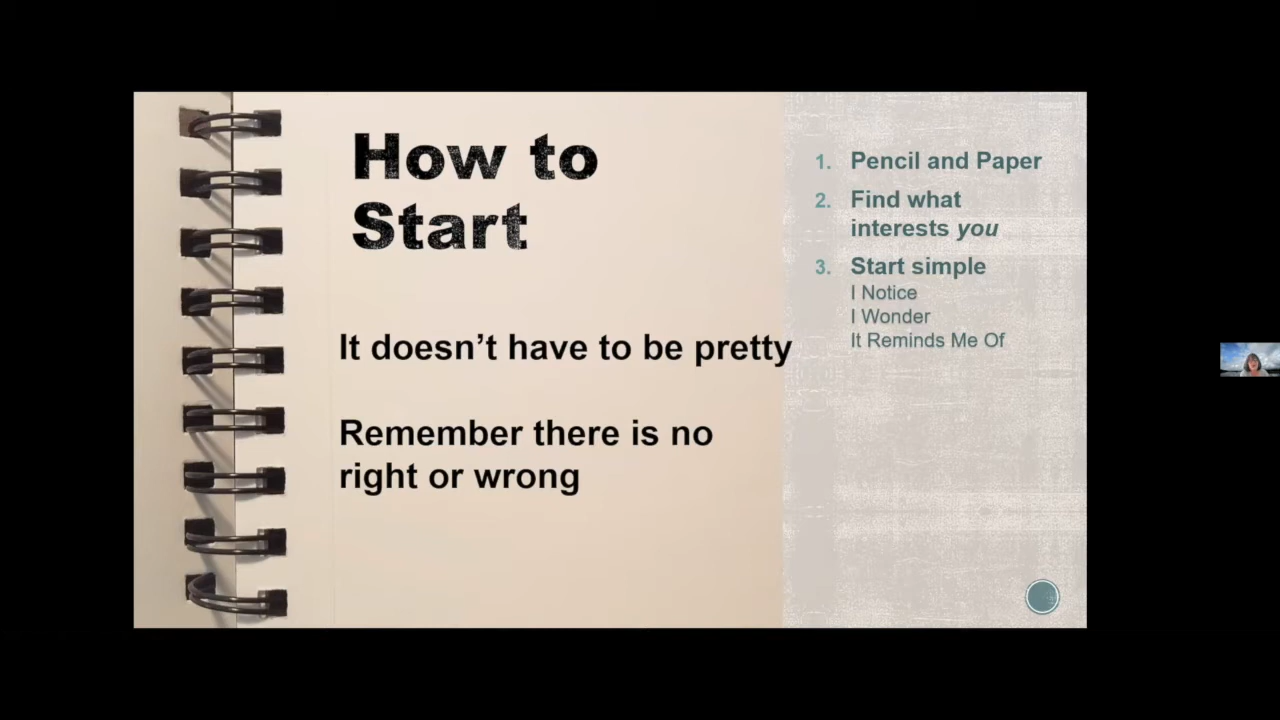 How to
Start
It doesn’t have to be pretty
Remember there is no
right or wrong
1. Pencil and Paper
2. Find what
interests you
3. Start simple
I Notice
I Wonder
It Reminds Me Of